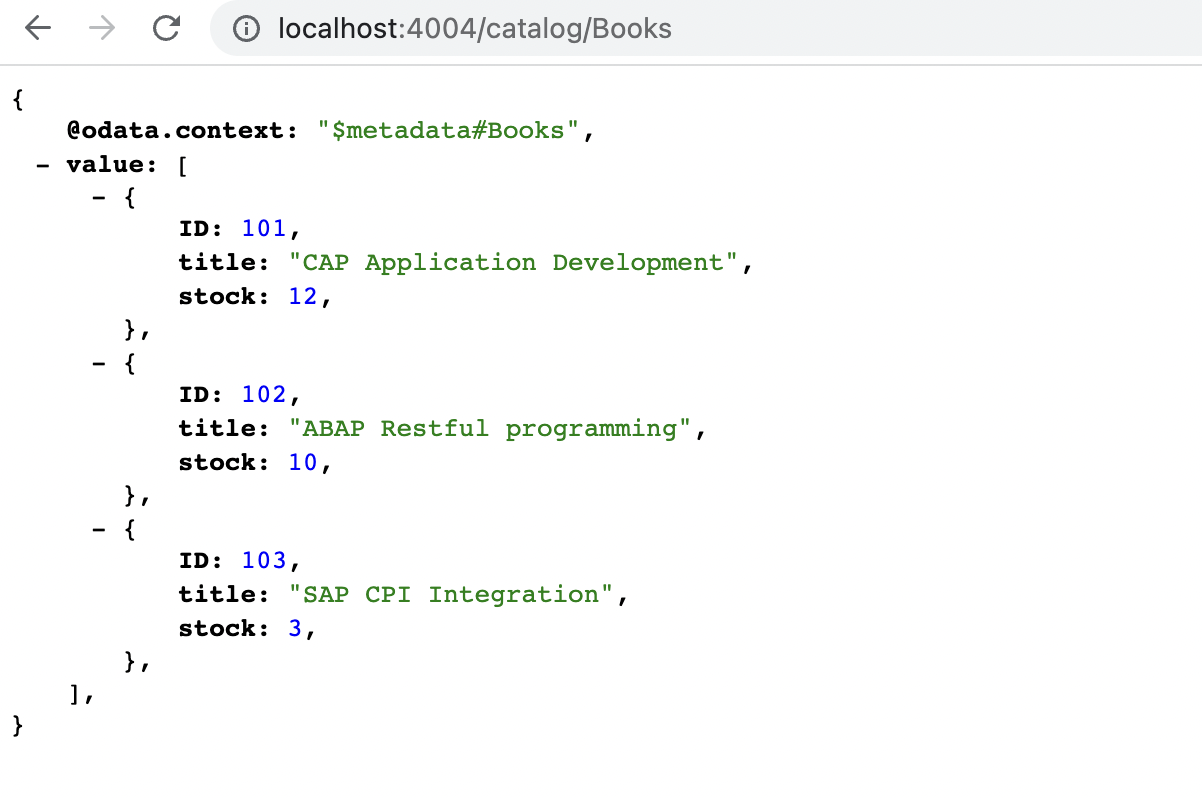 localhost:4004/catalog/Books
{
@odata.context: "$metadata#Books",
- value: [
- {
ID: 101,
title: "CAP Application Development",
stock: 12,
},
- {
ID: 102,
title: "ABAP Restful programming",
stock: 10,
},
- {
ID: 103,
title: "SAP CPI Integration",
stock: 3,
},
],
}